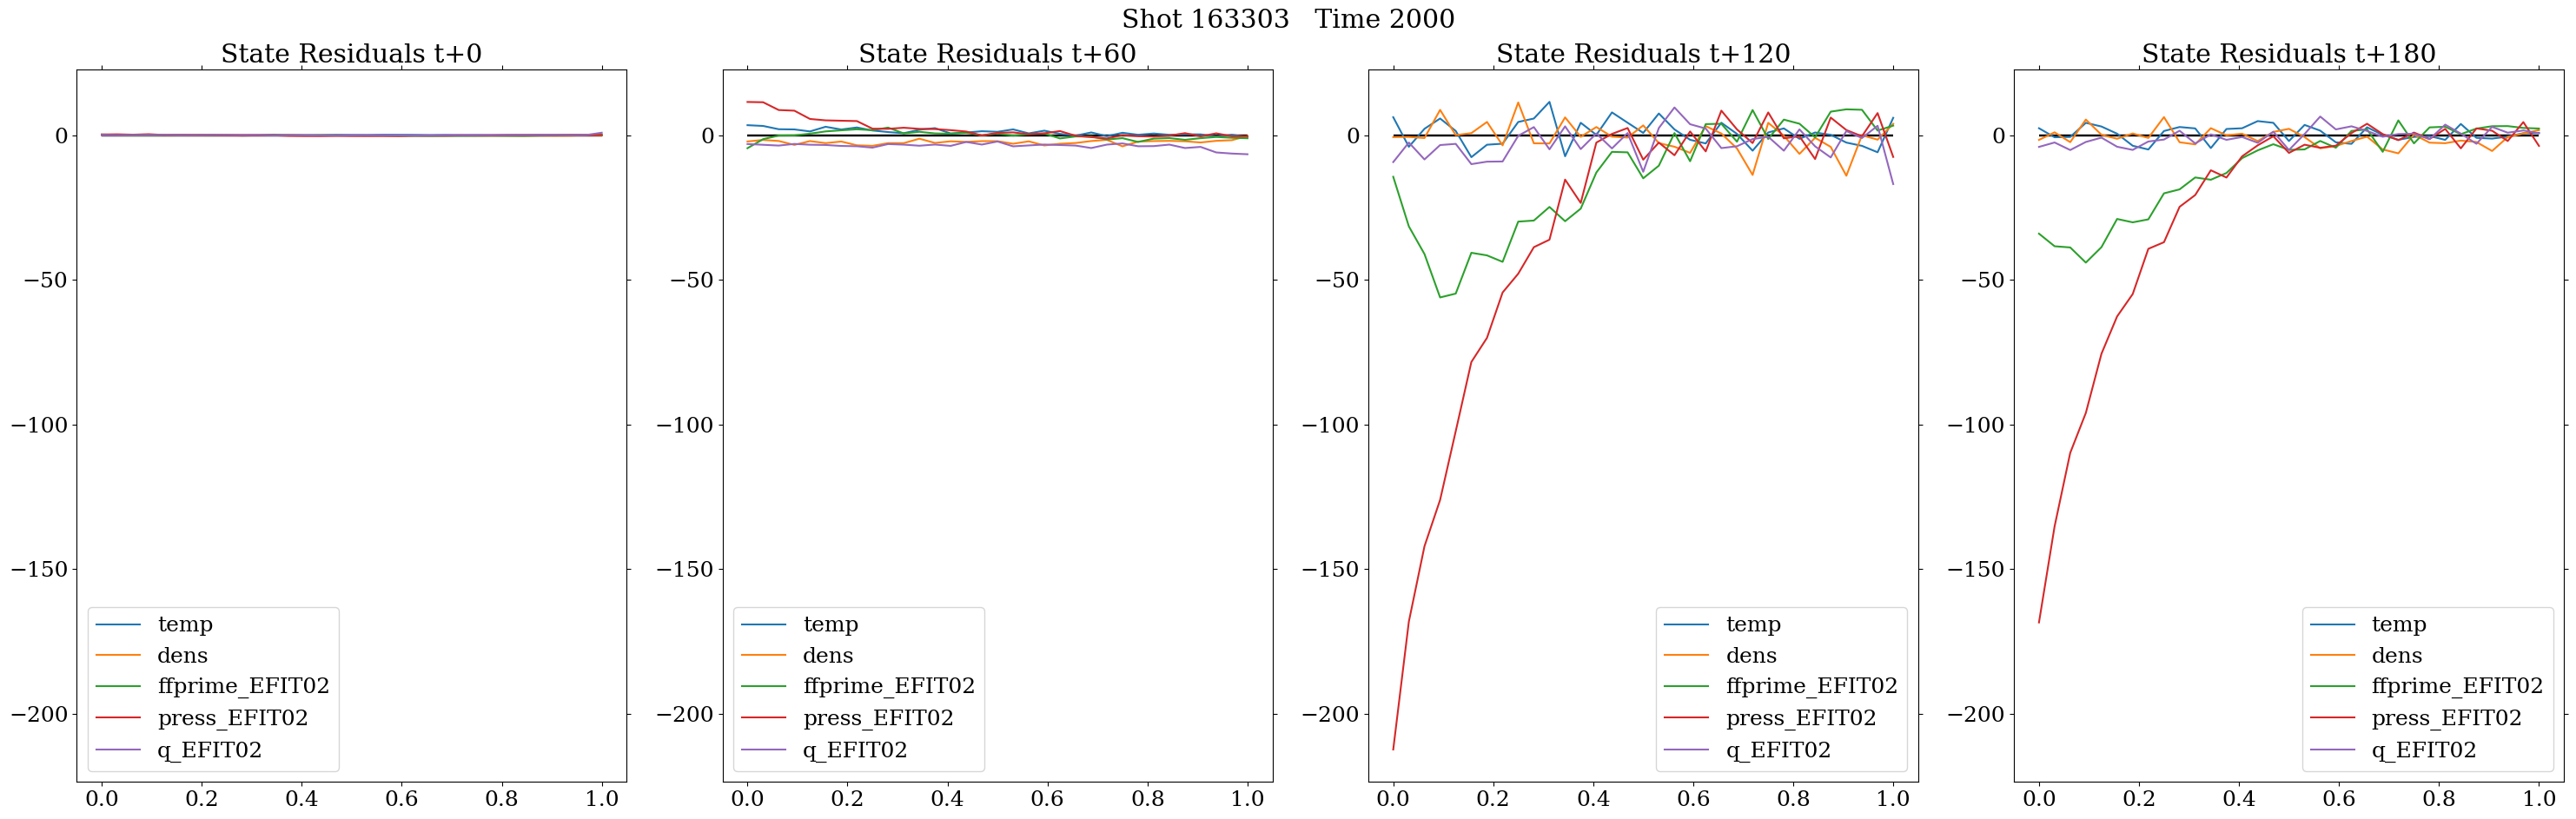 Shot 163303   Time 2000
State Residuals t+0
0
−50
−100
−150
−200
0.0 0.2 0.4 0.6 0.8 1.0
temp
dens
ffprime_EFIT02
press_EFIT02
q_EFIT02
State Residuals t+60
0
−50
−100
−150
−200
0.0 0.2 0.4 0.6 0.8 1.0
temp
dens
ffprime_EFIT02
press_EFIT02
q_EFIT02
State Residuals t+120
0
−50
−100
−150
−200
0.0 0.2 0.4 0.6 0.8 1.0
temp
dens
ffprime_EFIT02
press_EFIT02
q_EFIT02
State Residuals t+180
0
−50
−100
−150
−200
0.0 0.2 0.4 0.6 0.8 1.0
temp
dens
ffprime_EFIT02
press_EFIT02
q_EFIT02